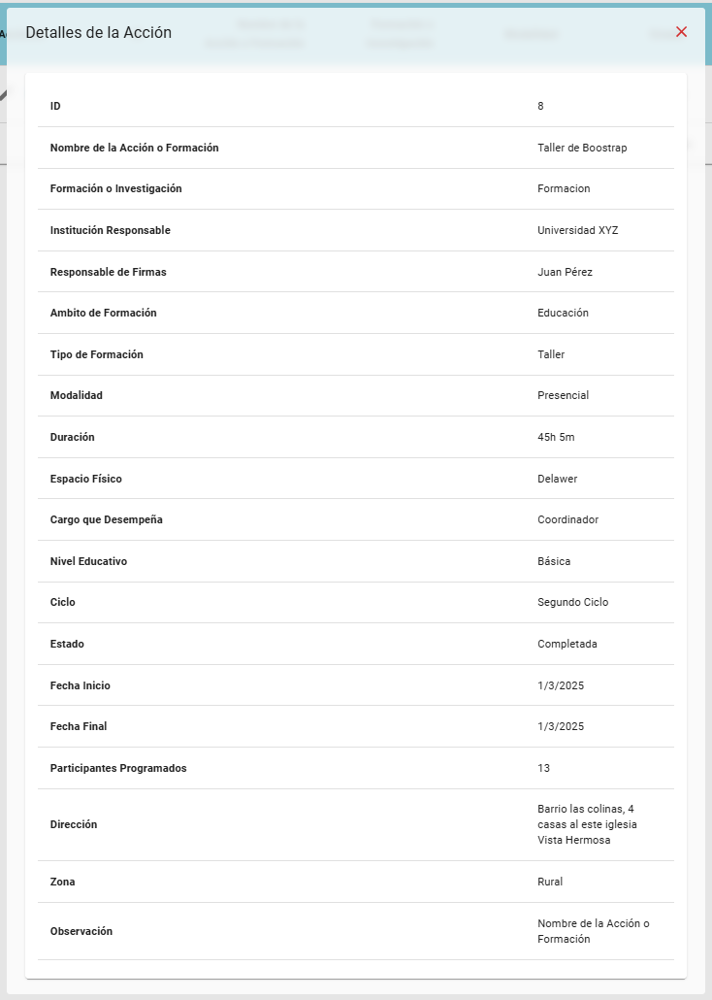 Detalles de la Acción
ID 8
Nombre de la Acción o Formación Taller de Boostrap
Formación o Investigación Formacion
Institución Responsable Universidad XYZ
Responsable de Firmas Juan Pérez
Ambito de Formación Educación
Tipo de Formación Taller
Modalidad Presencial
Duración 45h 5m
Espacio Físico Delawer
Cargo que Desempeña Coordinador
Nivel Educativo Básica
Ciclo Segundo Ciclo
Estado Completada
Fecha Inicio 1/3/2025
Fecha Final 1/3/2025
Participantes Programados 13
Dirección Barrio las colinas, 4
casas al este iglesia
Vista Hermosa
Zona Rural
Observación Nombre de la Acción o
Formación